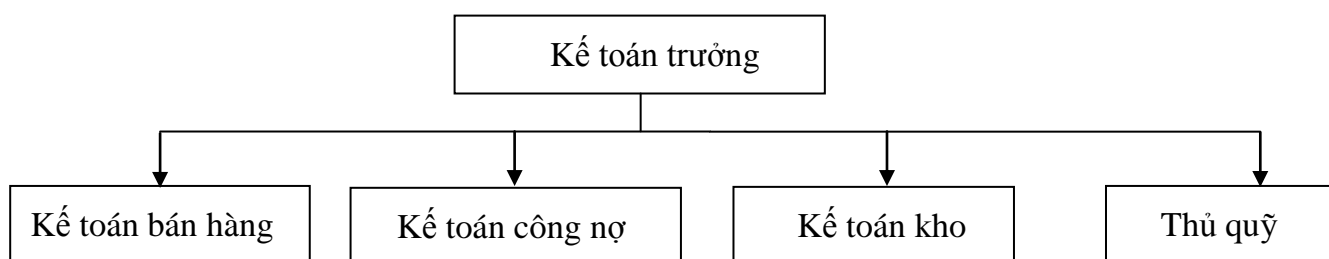 Kế toán trưởng
Kế toán bán hàng
Kế toán công nợ
Kế toán kho
Thủ quỹ